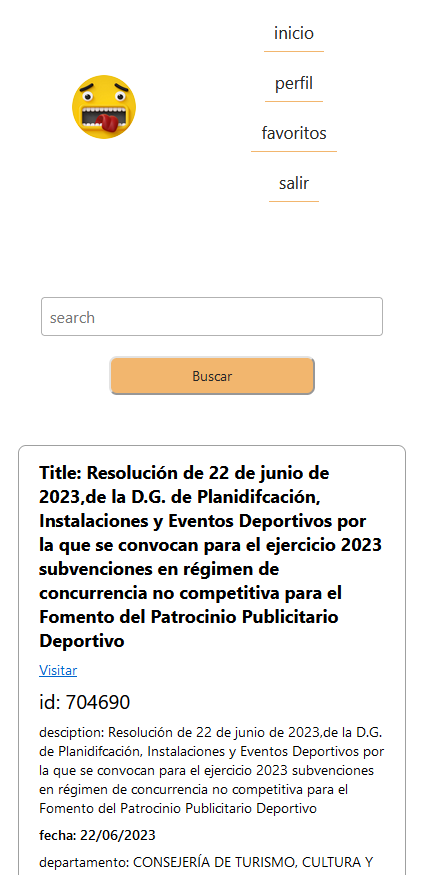 inicio
perfil
favoritos
salir
search
Buscar
Title: Resolución de 22 de junio de
2023,de la D.G. de Planidifcación,
Instalaciones y Eventos Deportivos por
la que se convocan para el ejercicio 2023
subvenciones en régimen de
concurrencia no competitiva para el
Fomento del Patrocinio Publicitario
Deportivo
Visitar
id: 704690
desciption: Resolución de 22 de junio de 2023,de la D.G.
de Planidifcación, Instalaciones y Eventos Deportivos por
la que se convocan para el ejercicio 2023 subvenciones
en régimen de concurrencia no competitiva para el
Fomento del Patrocinio Publicitario Deportivo
fecha: 22/06/2023
departamento: CONSEJERÍA DE TURISMO, CULTURA Y